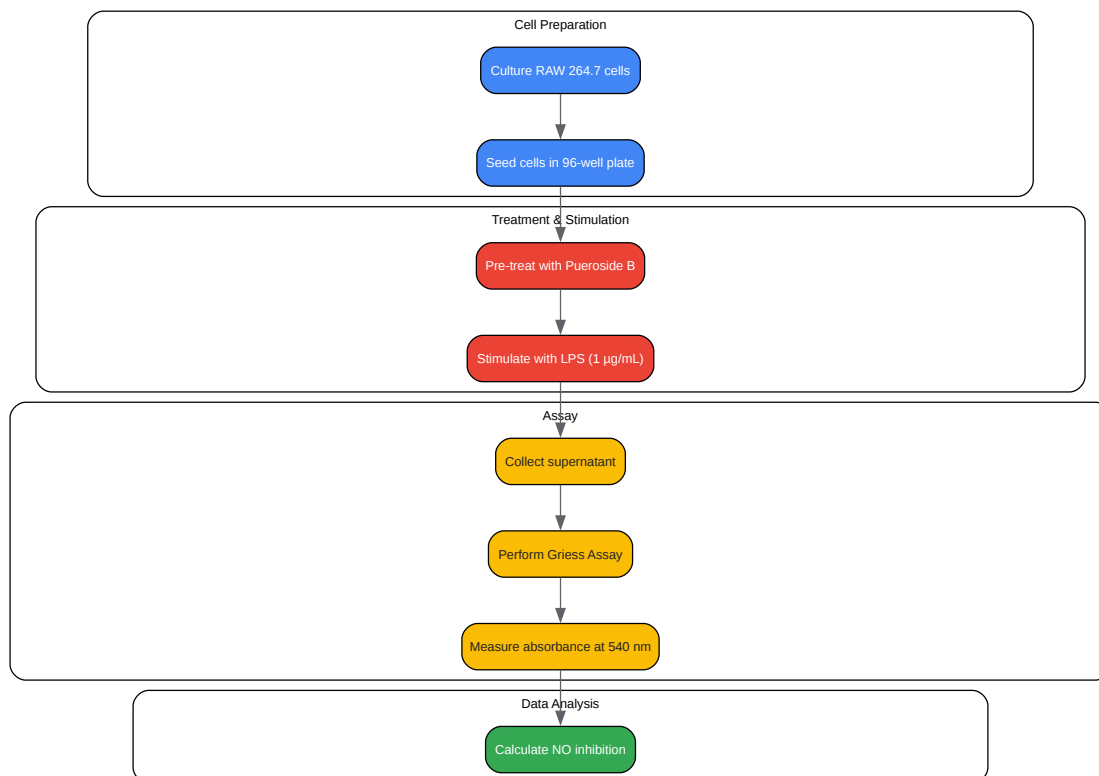 Cell Preparation
Culture RAW 264.7 cells
Seed cells in 96-well plate
Treatment & Stimulation
Pre-treat with Pueroside B
Stimulate with LPS (1 µg/mL)
Assay
Collect supernatant
Perform Griess Assay
Measure absorbance at 540 nm
Data Analysis
Calculate NO inhibition